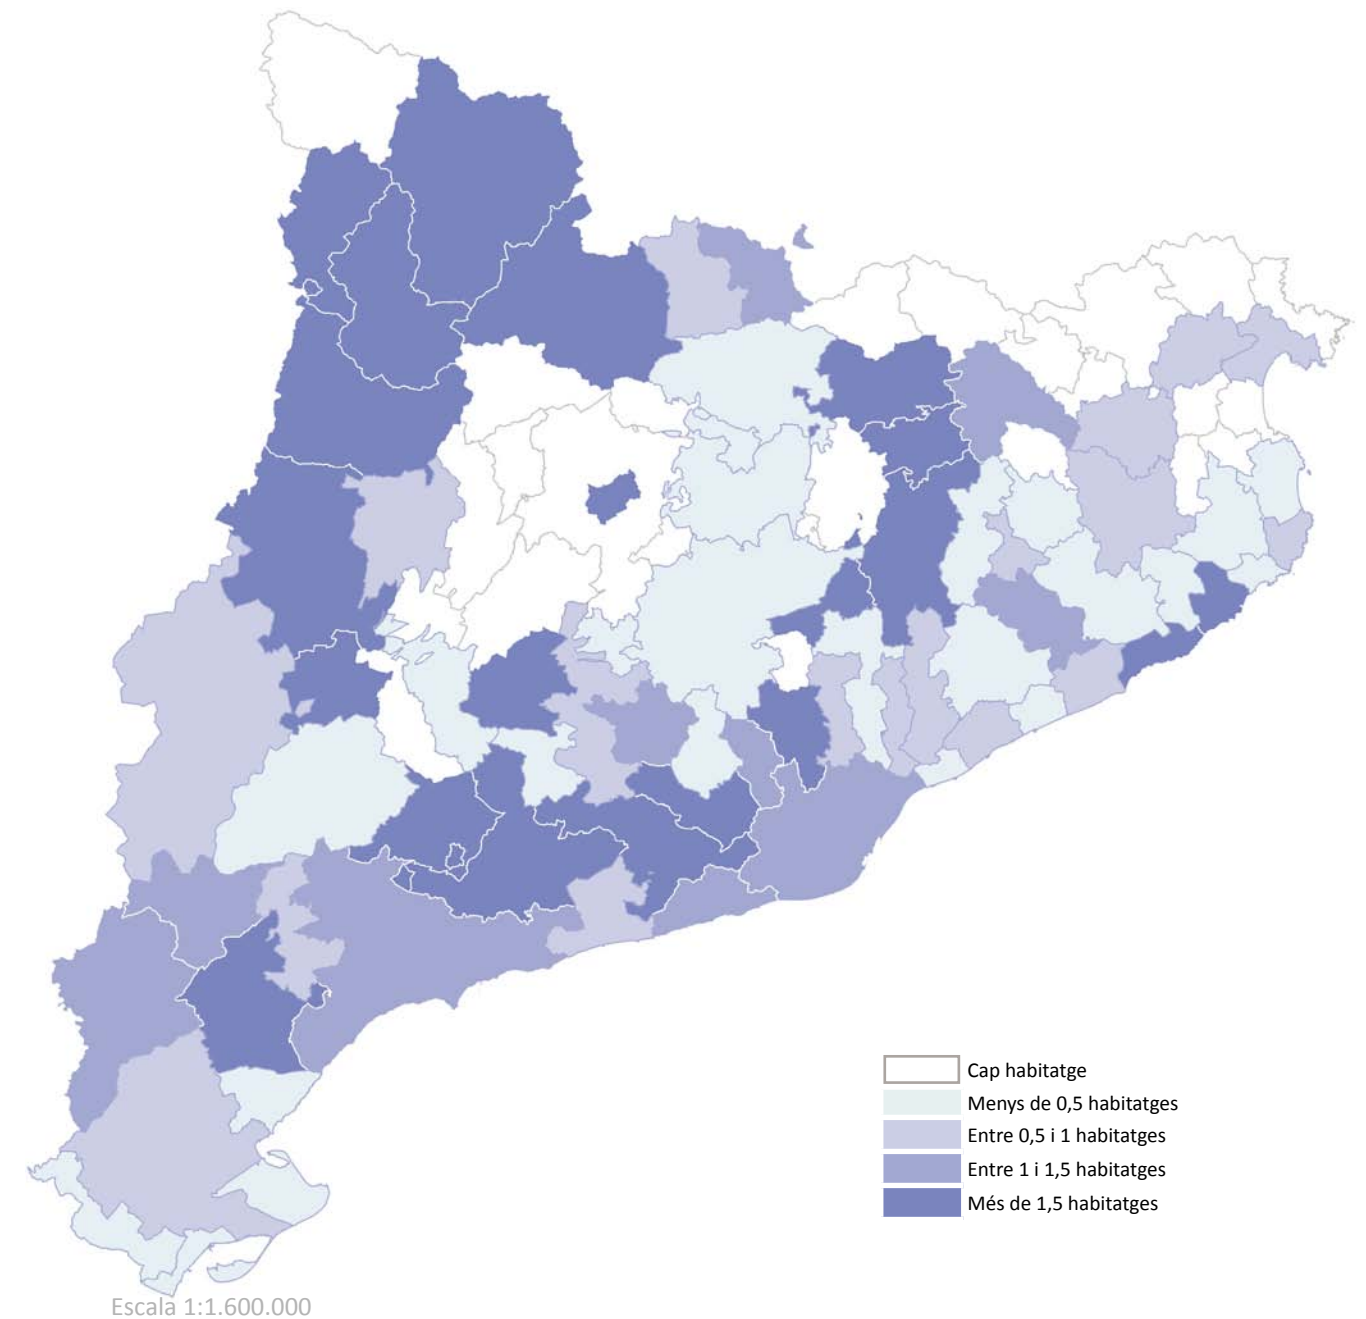 Cap habitatge
Menys de 0,5 habitatges
Entre 0,5 i 1 habitatges
Entre 1 i 1,5 habitatges
Més de 1,5 habitatges
Escala 1:1.600.000